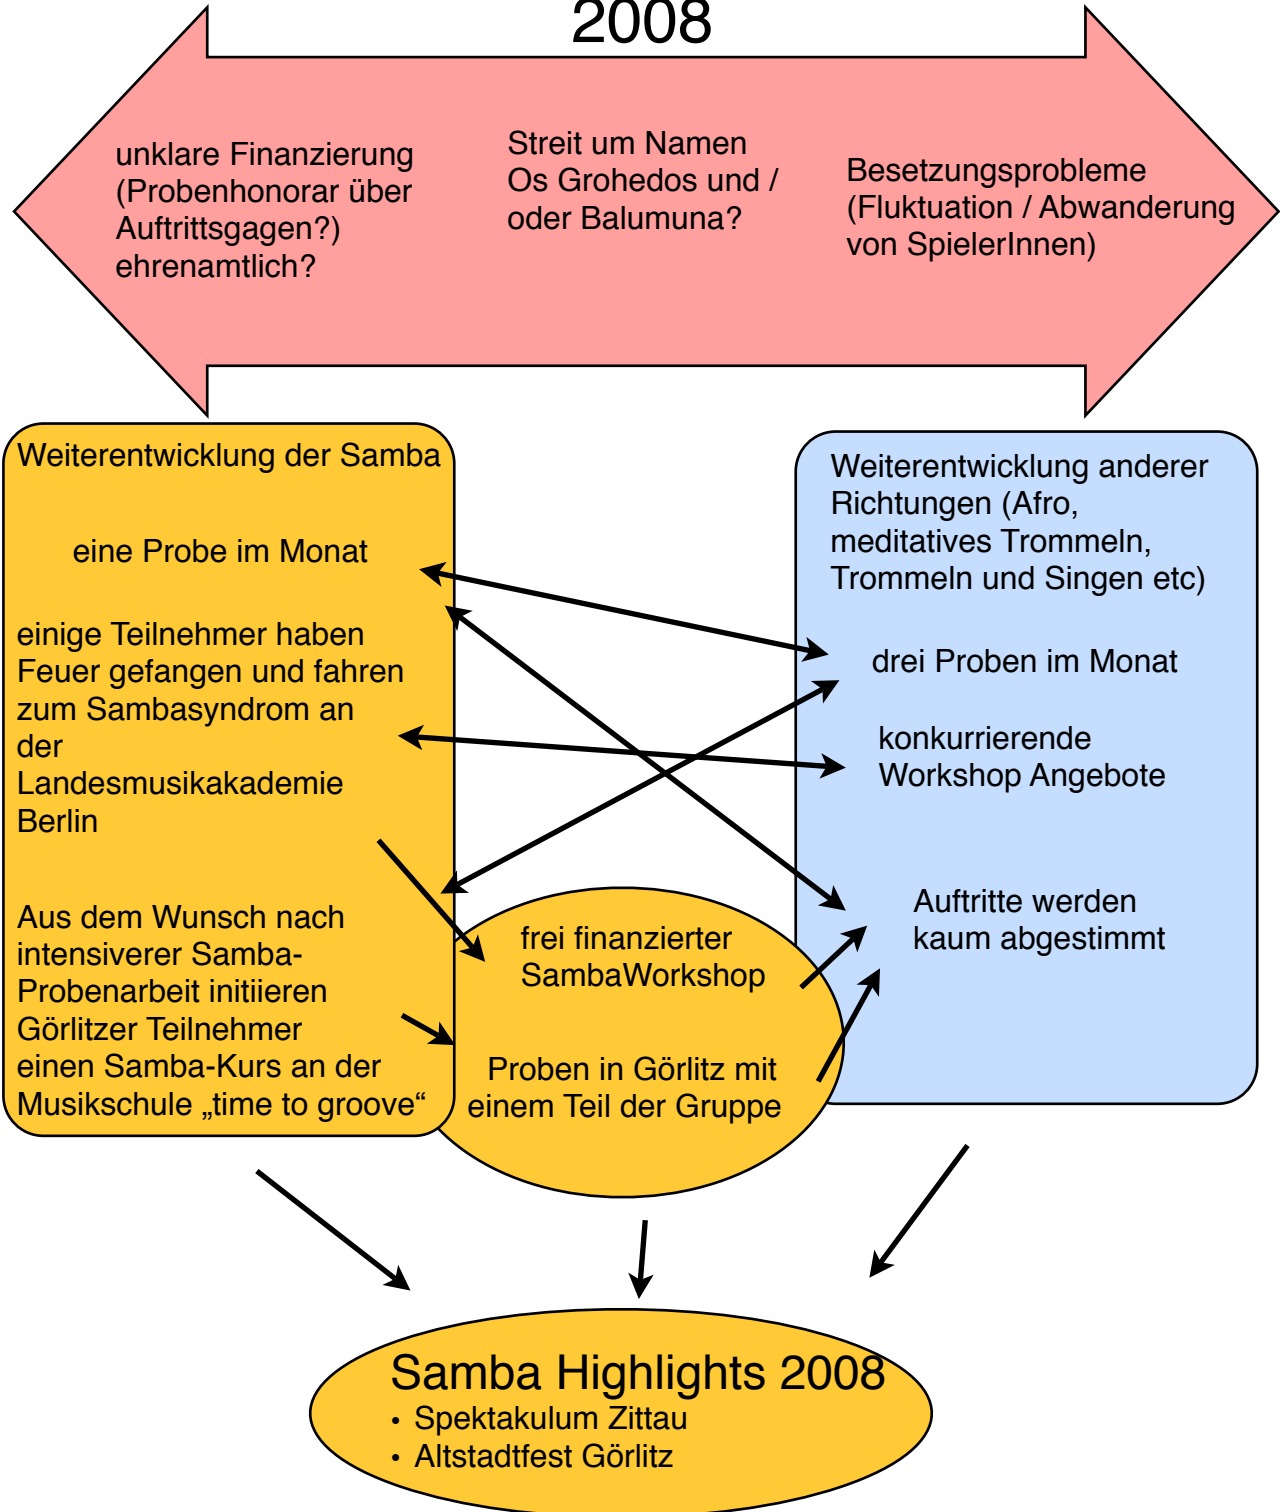 2008
unklare Finanzierung
(Probenhonorar über
Auftrittsgagen?)
ehrenamtlich?
Streit um Namen
Os Grohedos und /
oder Balumuna?
Besetzungsprobleme
(Fluktuation / Abwanderung
von SpielerInnen)
Weiterentwicklung der Samba
eine Probe im Monat
einige Teilnehmer haben
Feuer gefangen und fahren
zum Sambasyndrom an
der
Landesmusikakademie
Berlin
Aus dem Wunsch nach
intensiverer Samba-
Probenarbeit initiieren
Görlitzer Teilnehmer
einen Samba-Kurs an der
Musikschule „time to groove“
frei finanzierter
SambaWorkshop
Proben in Görlitz mit
einem Teil der Gruppe
Weiterentwicklung anderer
Richtungen (Afro,
meditatives Trommeln,
Trommeln und Singen etc)
drei Proben im Monat
konkurrierende
Workshop Angebote
Auftritte werden
kaum abgestimmt
Samba Highlights 2008
• Spektakulum Zittau
• Altstadtfest Görlitz